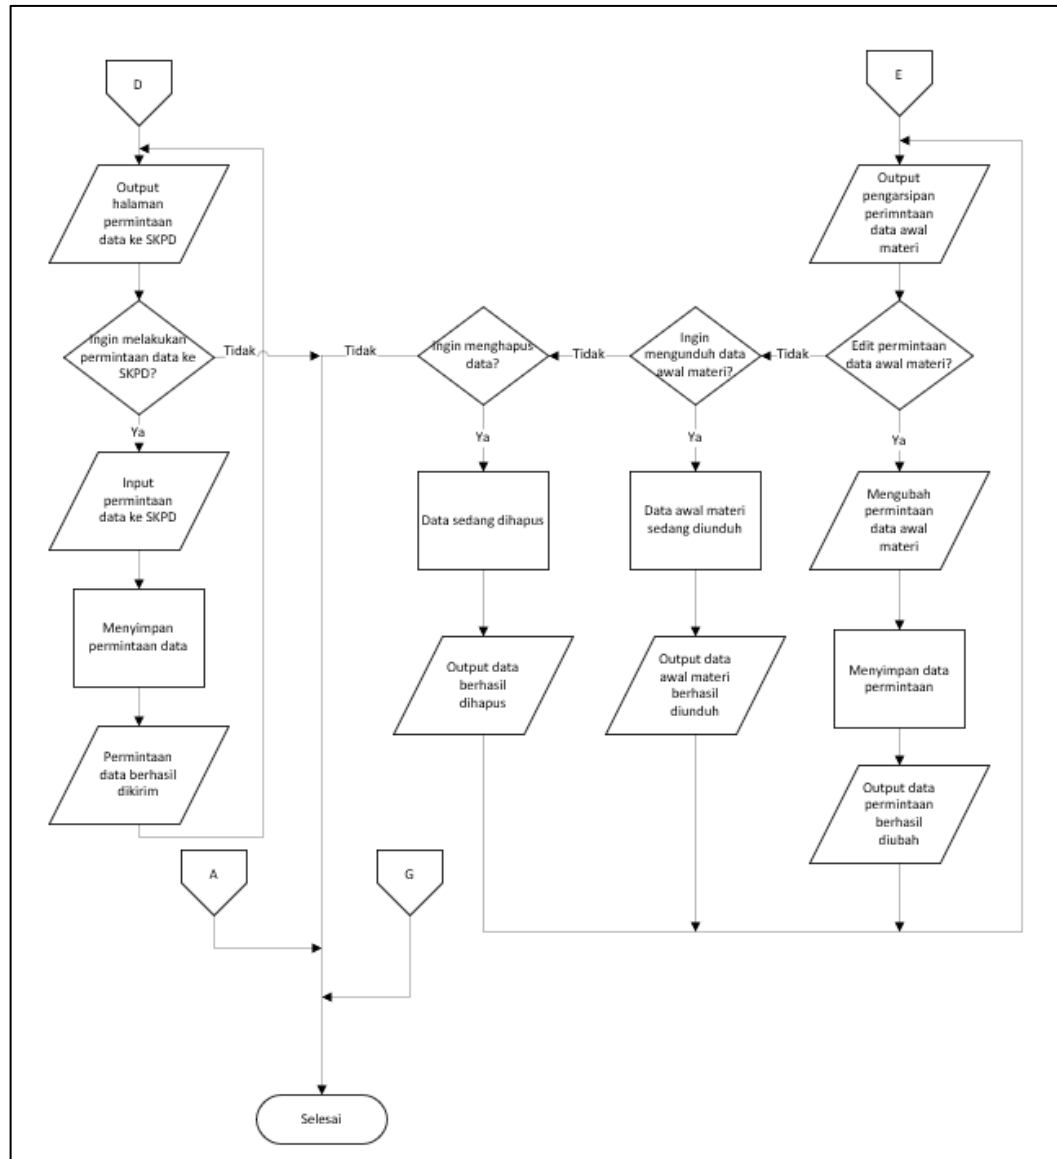 D
E
Output
halaman
permintaan
data ke SKPD
Output
pengarsipan
perimntaan
data awal
materi
Ingin melakukan
permintaan data ke
SKPD?
Tidak
Tidak
Ingin menghapus
data?
Tidak
Ingin
mengunduh data
awal materi?
Tidak
Edit permintaan
data awal materi?
Ya
Ya
Ya
Ya
Input
permintaan
data ke SKPD
Data sedang dihapus
Data awal materi
sedang diunduh
Mengubah
permintaan
data awal
materi
Menyimpan
permintaan data
Output data
berhasil
dihapus
Output data
awal materi
berhasil
diunduh
Menyimpan data
permintaan
Permintaan
data berhasil
dikirim
Output data
permintaan
berhasil
diubah
A
G
Selesai